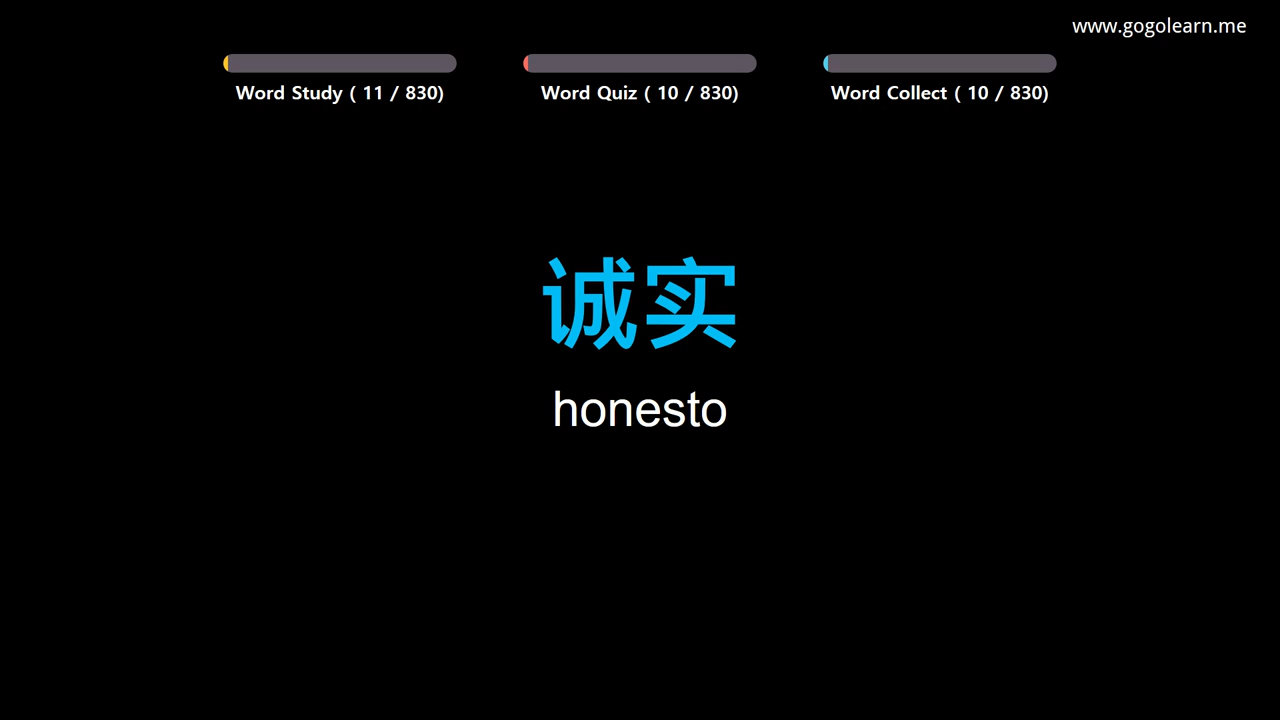 www.gogolearn.me
Word Study ( 11 / 830)
Word Quiz ( 10 / 830)
Word Collect ( 10 / 830)
诚实
honesto